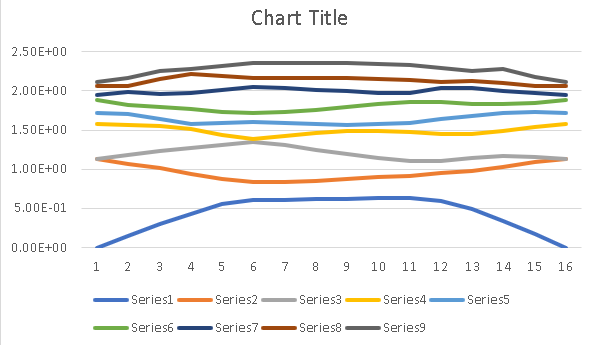 Chart Title
2.50E+00
2.00E+00
1.50E+00
1.00E+00
5.00E-01
0.00E+00
1 2 3 4 5 6 7 8 9 10 11 12 13 14 15 16
Series1 Series2 Series3 Series4 Series5
Series6 Series7 Series8 Series9